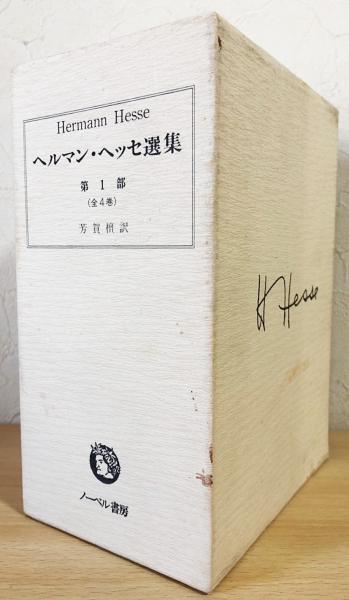 Hermann Hesse
ヘルマン・ヘッセ選集
第1部
(全4巻)
芳賀檀訳
ノーベル書房
H Hesse